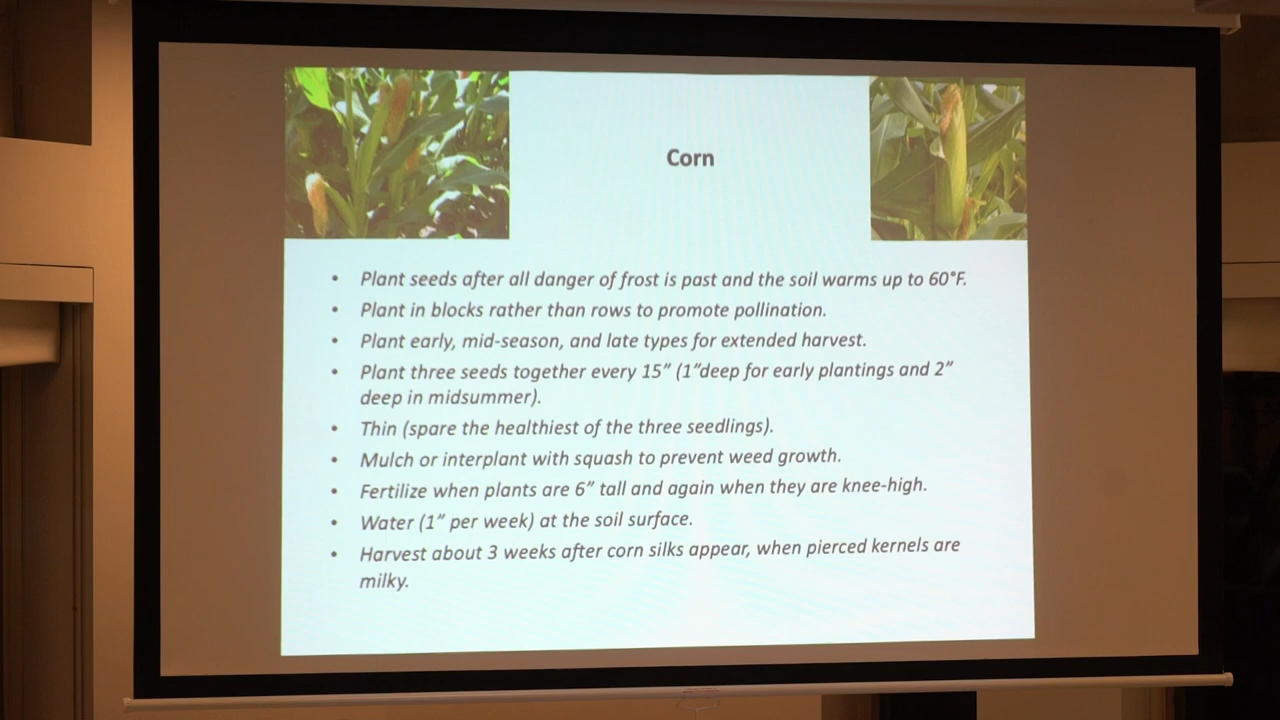 Corn
• Plant seeds after all danger of frost is past and the soil warms up to 60°F.
• Plant in blocks rather than rows to promote pollination.
• Plant early, mid-season, and late types for extended harvest.
• Plant three seeds together every 15” (1”deep for early plantings and 2”
deep in midsummer).
• Thin (spare the healthiest of the three seedlings).
• Mulch or interplant with squash to prevent weed growth.
• Fertilize when plants are 6” tall and again when they are knee-high.
• Water (1” per week) at the soil surface.
• Harvest about 3 weeks after corn silks appear, when pierced kernels are
milky.